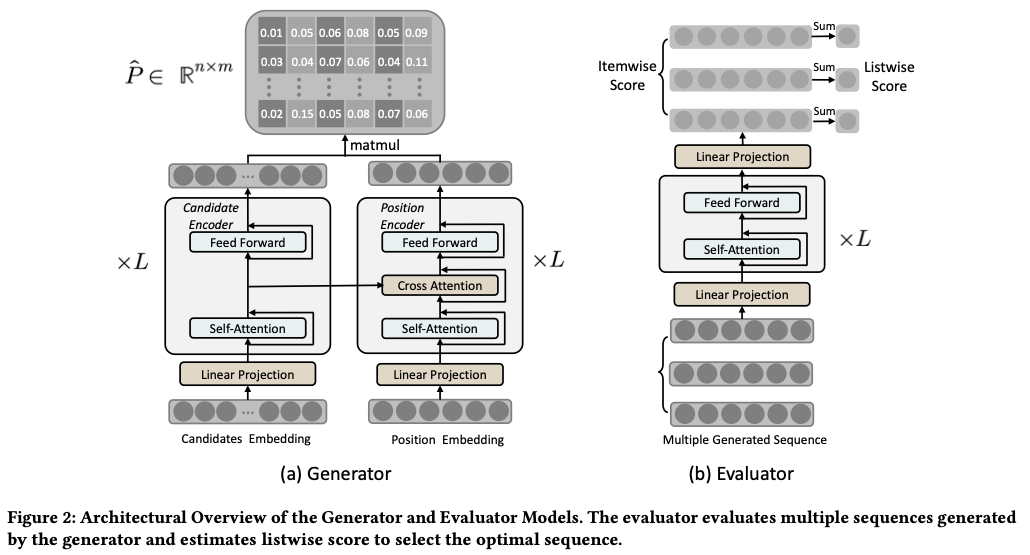 P̂ ∈ ℝ^{n×m}
0.01 0.05 0.06 0.08 0.05 0.09
0.03 0.04 0.07 0.06 0.04 0.11
0.02 0.15 0.05 0.08 0.07 0.06
matmul
Candidate
Encoder
Feed Forward
Self-Attention
×L
Linear Projection
Candidates Embedding
Position
Encoder
Feed Forward
Cross Attention
Self-Attention
×L
Linear Projection
Position Embedding
(a) Generator
Itemwise
Score
Sum
Sum
Sum
Listwise
Score
Linear Projection
Feed Forward
Self-Attention
×L
Linear Projection
Multiple Generated Sequence
(b) Evaluator
Figure 2: Architectural Overview of the Generator and Evaluator Models. The evaluator evaluates multiple sequences generated
by the generator and estimates listwise score to select the optimal sequence.